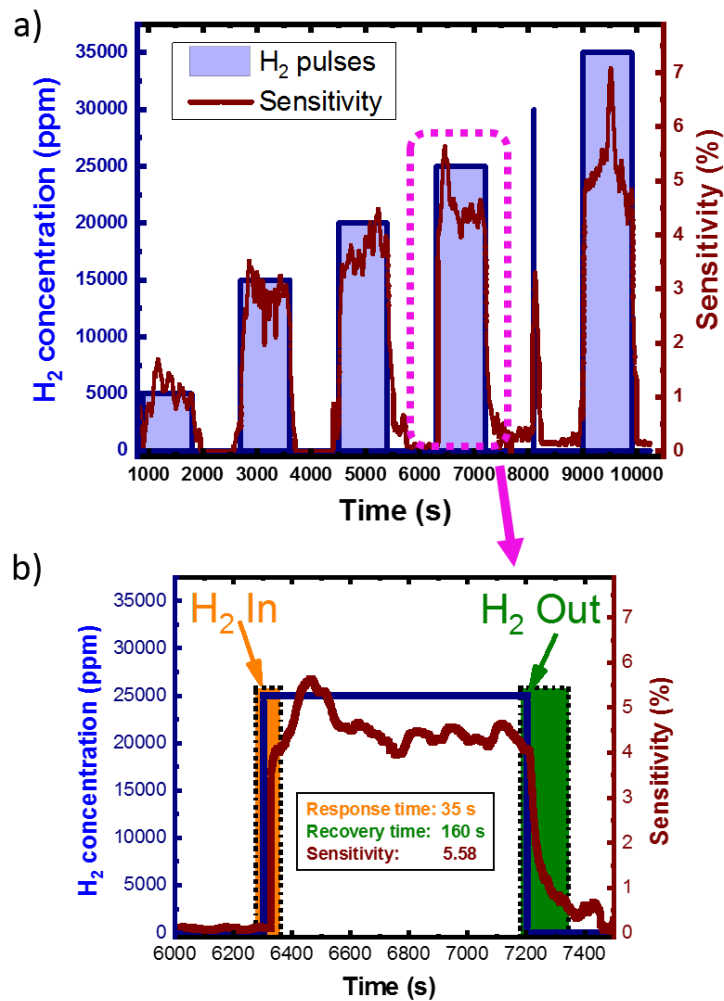 a)
H₂ pulses
Sensitivity
H₂ concentration (ppm)
35000
30000
25000
20000
15000
10000
5000
0
Sensitivity (%)
7
6
5
4
3
2
1
0
1000 2000 3000 4000 5000 6000 7000 8000 9000 10000
Time (s)
b)
H₂ In
H₂ Out
H₂ concentration (ppm)
35000
30000
25000
20000
15000
10000
5000
0
Sensitivity (%)
7
6
5
4
3
2
1
0
Response time: 35 s
Recovery time: 160 s
Sensitivity: 5.58
6000 6200 6400 6600 6800 7000 7200 7400
Time (s)